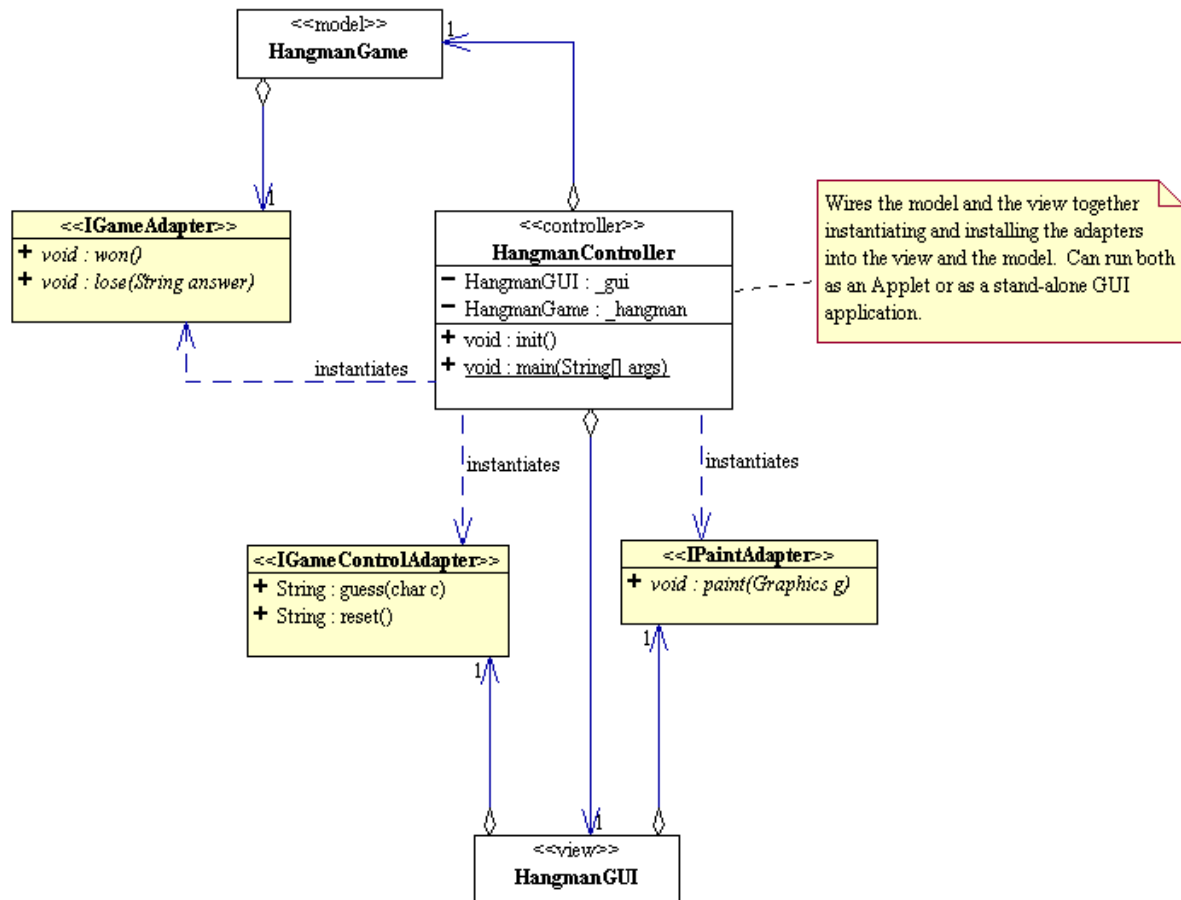 <<model>>
HangmanGame
1
1
<<IGameAdapter>>
+ void : won()
+ void : lose(String answer)
<<controller>>
HangmanController
− HangmanGUI : _gui
− HangmanGame : _hangman
+ void : init()
+ void : main(String[] args)
Wires the model and the view together
instantiating and installing the adapters
into the view and the model. Can run both
as an Applet or as a stand-alone GUI
application.
instantiates
instantiates
instantiates
<<IGameControlAdapter>>
+ String : guess(char c)
+ String : reset()
<<IPaintAdapter>>
+ void : paint(Graphics g)
1
1
1
<<view>>
HangmanGUI